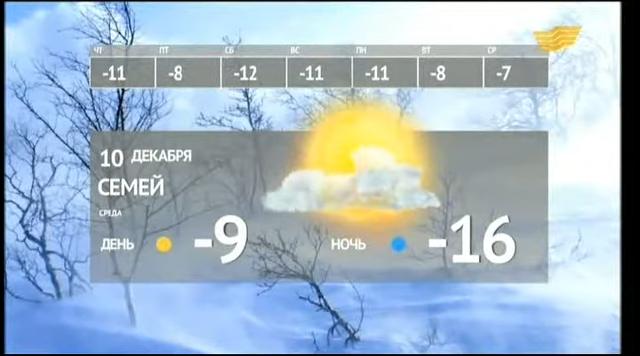 ЧТ ПТ СБ ВС ПН ВТ СР
-11 -8 -12 -11 -11 -8 -7
10 ДЕКАБРЯ
СЕМЕЙ
СРЕДА
ДЕНЬ -9 НОЧЬ -16